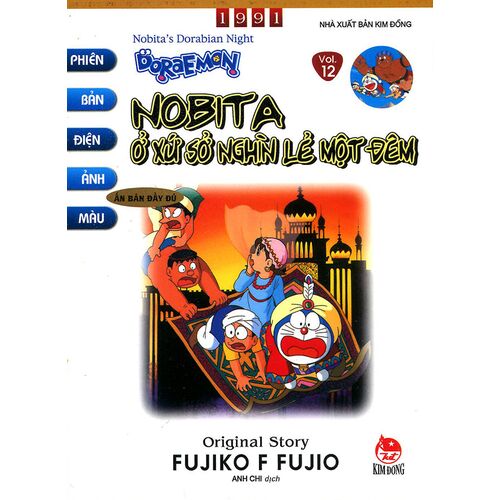 1991
NHÀ XUẤT BẢN KIM ĐỒNG
Nobita's Dorabian Night
DORAEMON
Vol.
12
NOBITA
Ở XỨ SỞ NGHÌN LẺ MỘT ĐÊM
PHIÊN
BẢN
ĐIỆN
ẢNH
MÀU
ẤN BẢN ĐẦY ĐỦ
Original Story
FUJIKO F FUJIO
ANH CHI dịch
KIM ĐỒNG